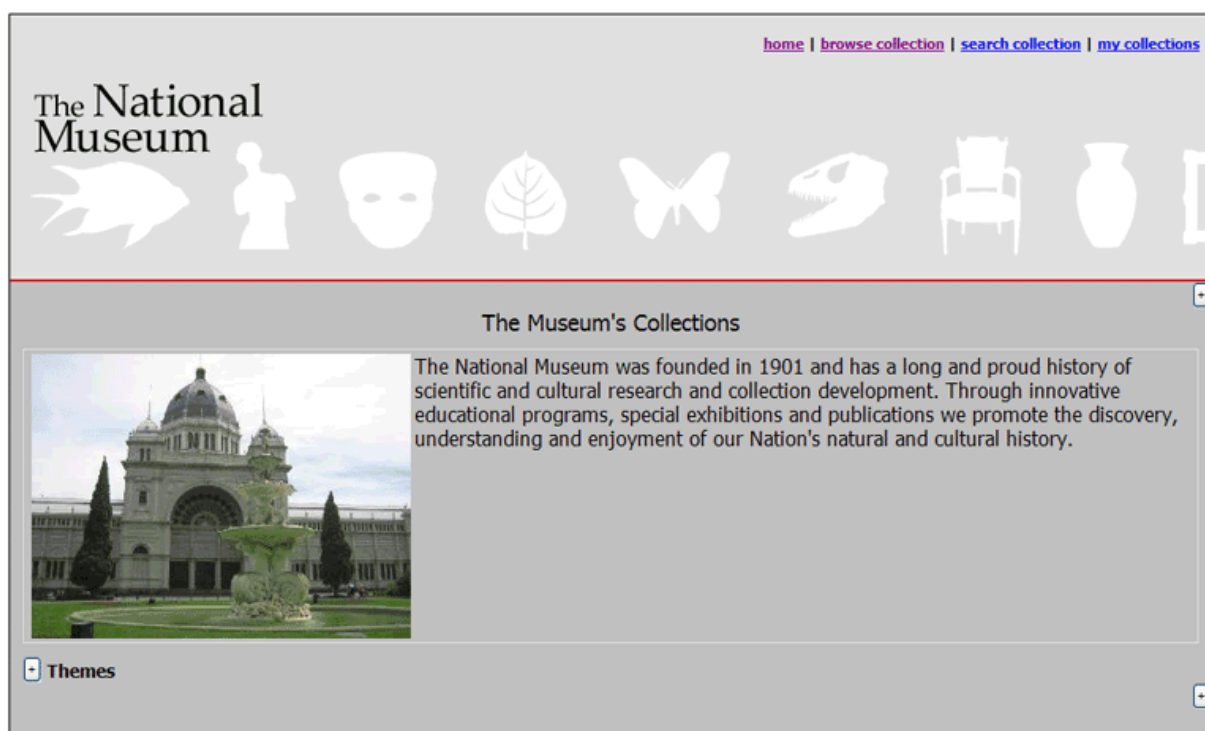 home | browse collection | search collection | my collections
The National
Museum
+
The Museum's Collections
The National Museum was founded in 1901 and has a long and proud history of
scientific and cultural research and collection development. Through innovative
educational programs, special exhibitions and publications we promote the discovery,
understanding and enjoyment of our Nation's natural and cultural history.
+ Themes
+